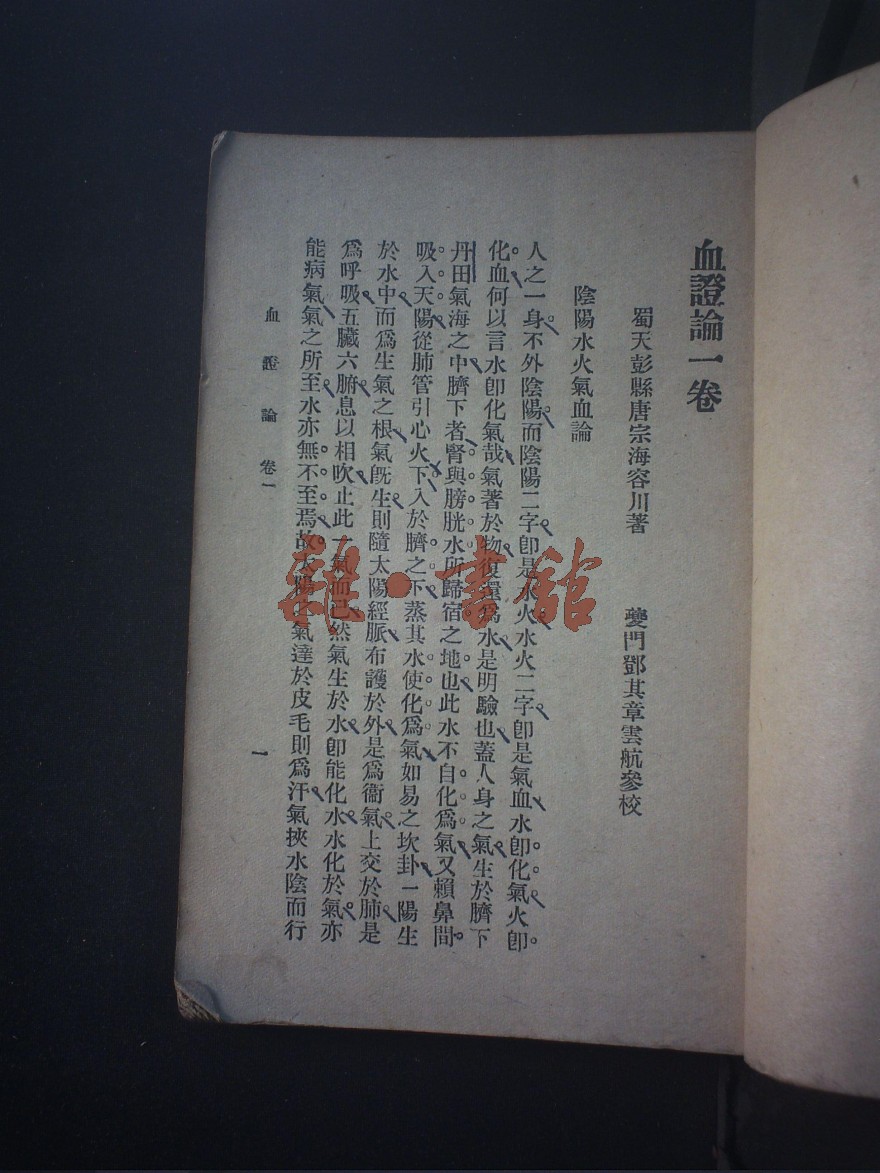 血證論一卷
蜀天彭縣唐宗海容川著 夔門鄧其章雲航參校
陰陽水火氣血論
人之一身不外陰陽而陰陽二字卽是水火水火二字卽是氣血水卽化氣火卽
化血何以言水卽化氣哉氣著於物復還爲水是明驗也蓋人身之氣生於臍下
丹田氣海之中臍下者腎與膀胱水所歸宿之地也此水不自化爲氣又賴鼻間
吸入天陽從肺管引心火下入於臍之下蒸其水使化爲氣如易之坎卦一陽生
於水中而爲生氣之根氣旣生則隨太陽經脈布護於外是爲衞氣上交於肺是
爲呼吸五臟六腑息以相吹止此一氣而已然氣生於水卽能化水水化於氣亦
能病氣氣之所至水亦無不至焉故太陽之氣達於皮毛則爲汗氣挾水陰而行
血證論 卷一
一
雜·書館